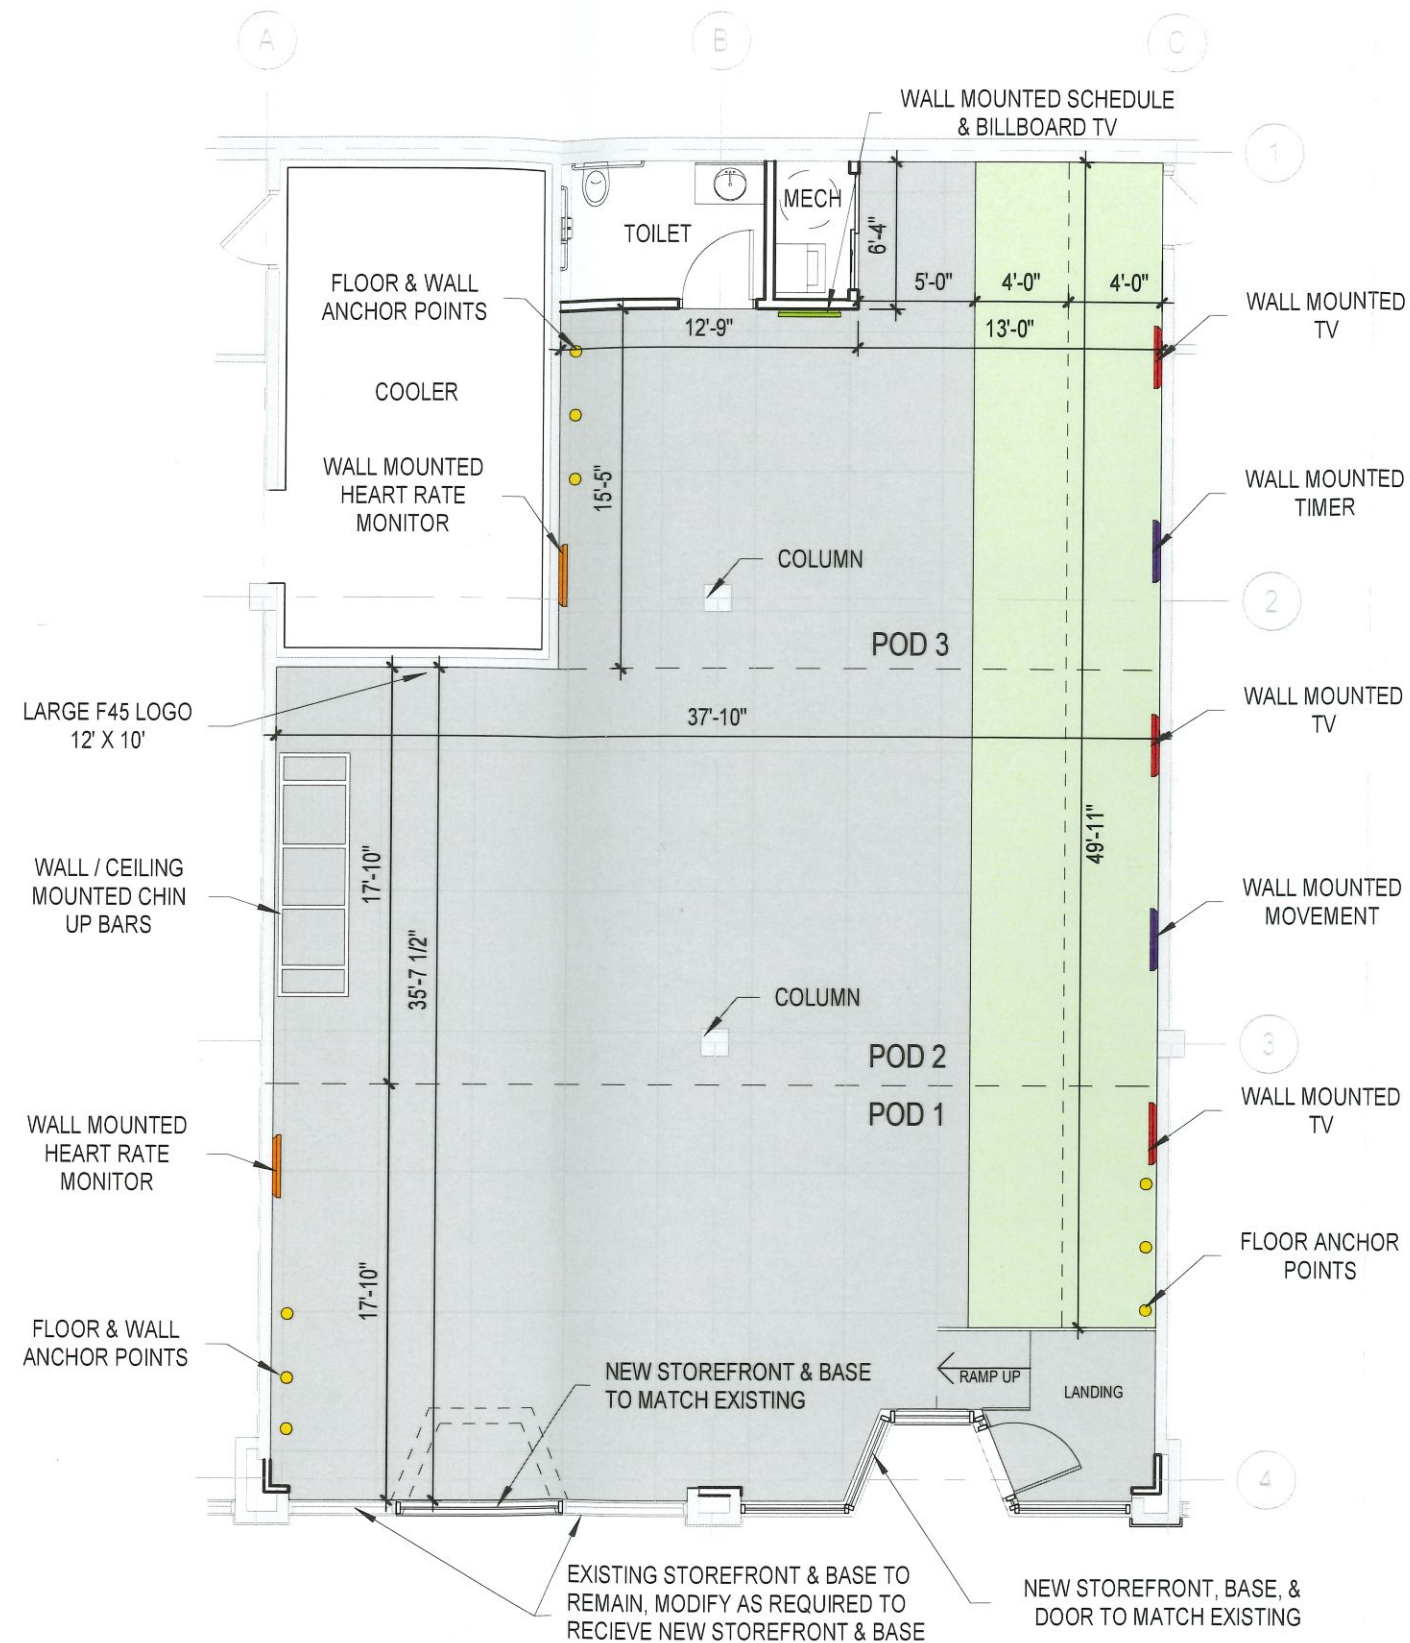 A
B
C
WALL MOUNTED SCHEDULE
& BILLBOARD TV
1
MECH
TOILET
6'-4"
FLOOR & WALL
ANCHOR POINTS
5'-0"
4'-0"
4'-0"
WALL MOUNTED
TV
12'-9"
13'-0"
COOLER
WALL MOUNTED
HEART RATE
MONITOR
15'-5"
WALL MOUNTED
TIMER
COLUMN
2
POD 3
LARGE F45 LOGO
12' X 10'
37'-10"
WALL MOUNTED
TV
49'-11"
WALL / CEILING
MOUNTED CHIN
UP BARS
17'-10"
35'-7 1/2"
WALL MOUNTED
MOVEMENT
COLUMN
3
POD 2
POD 1
WALL MOUNTED
TV
WALL MOUNTED
HEART RATE
MONITOR
FLOOR ANCHOR
POINTS
17'-10"
FLOOR & WALL
ANCHOR POINTS
NEW STOREFRONT & BASE
TO MATCH EXISTING
RAMP UP
LANDING
4
EXISTING STOREFRONT & BASE TO
REMAIN, MODIFY AS REQUIRED TO
RECIEVE NEW STOREFRONT & BASE
NEW STOREFRONT, BASE, &
DOOR TO MATCH EXISTING